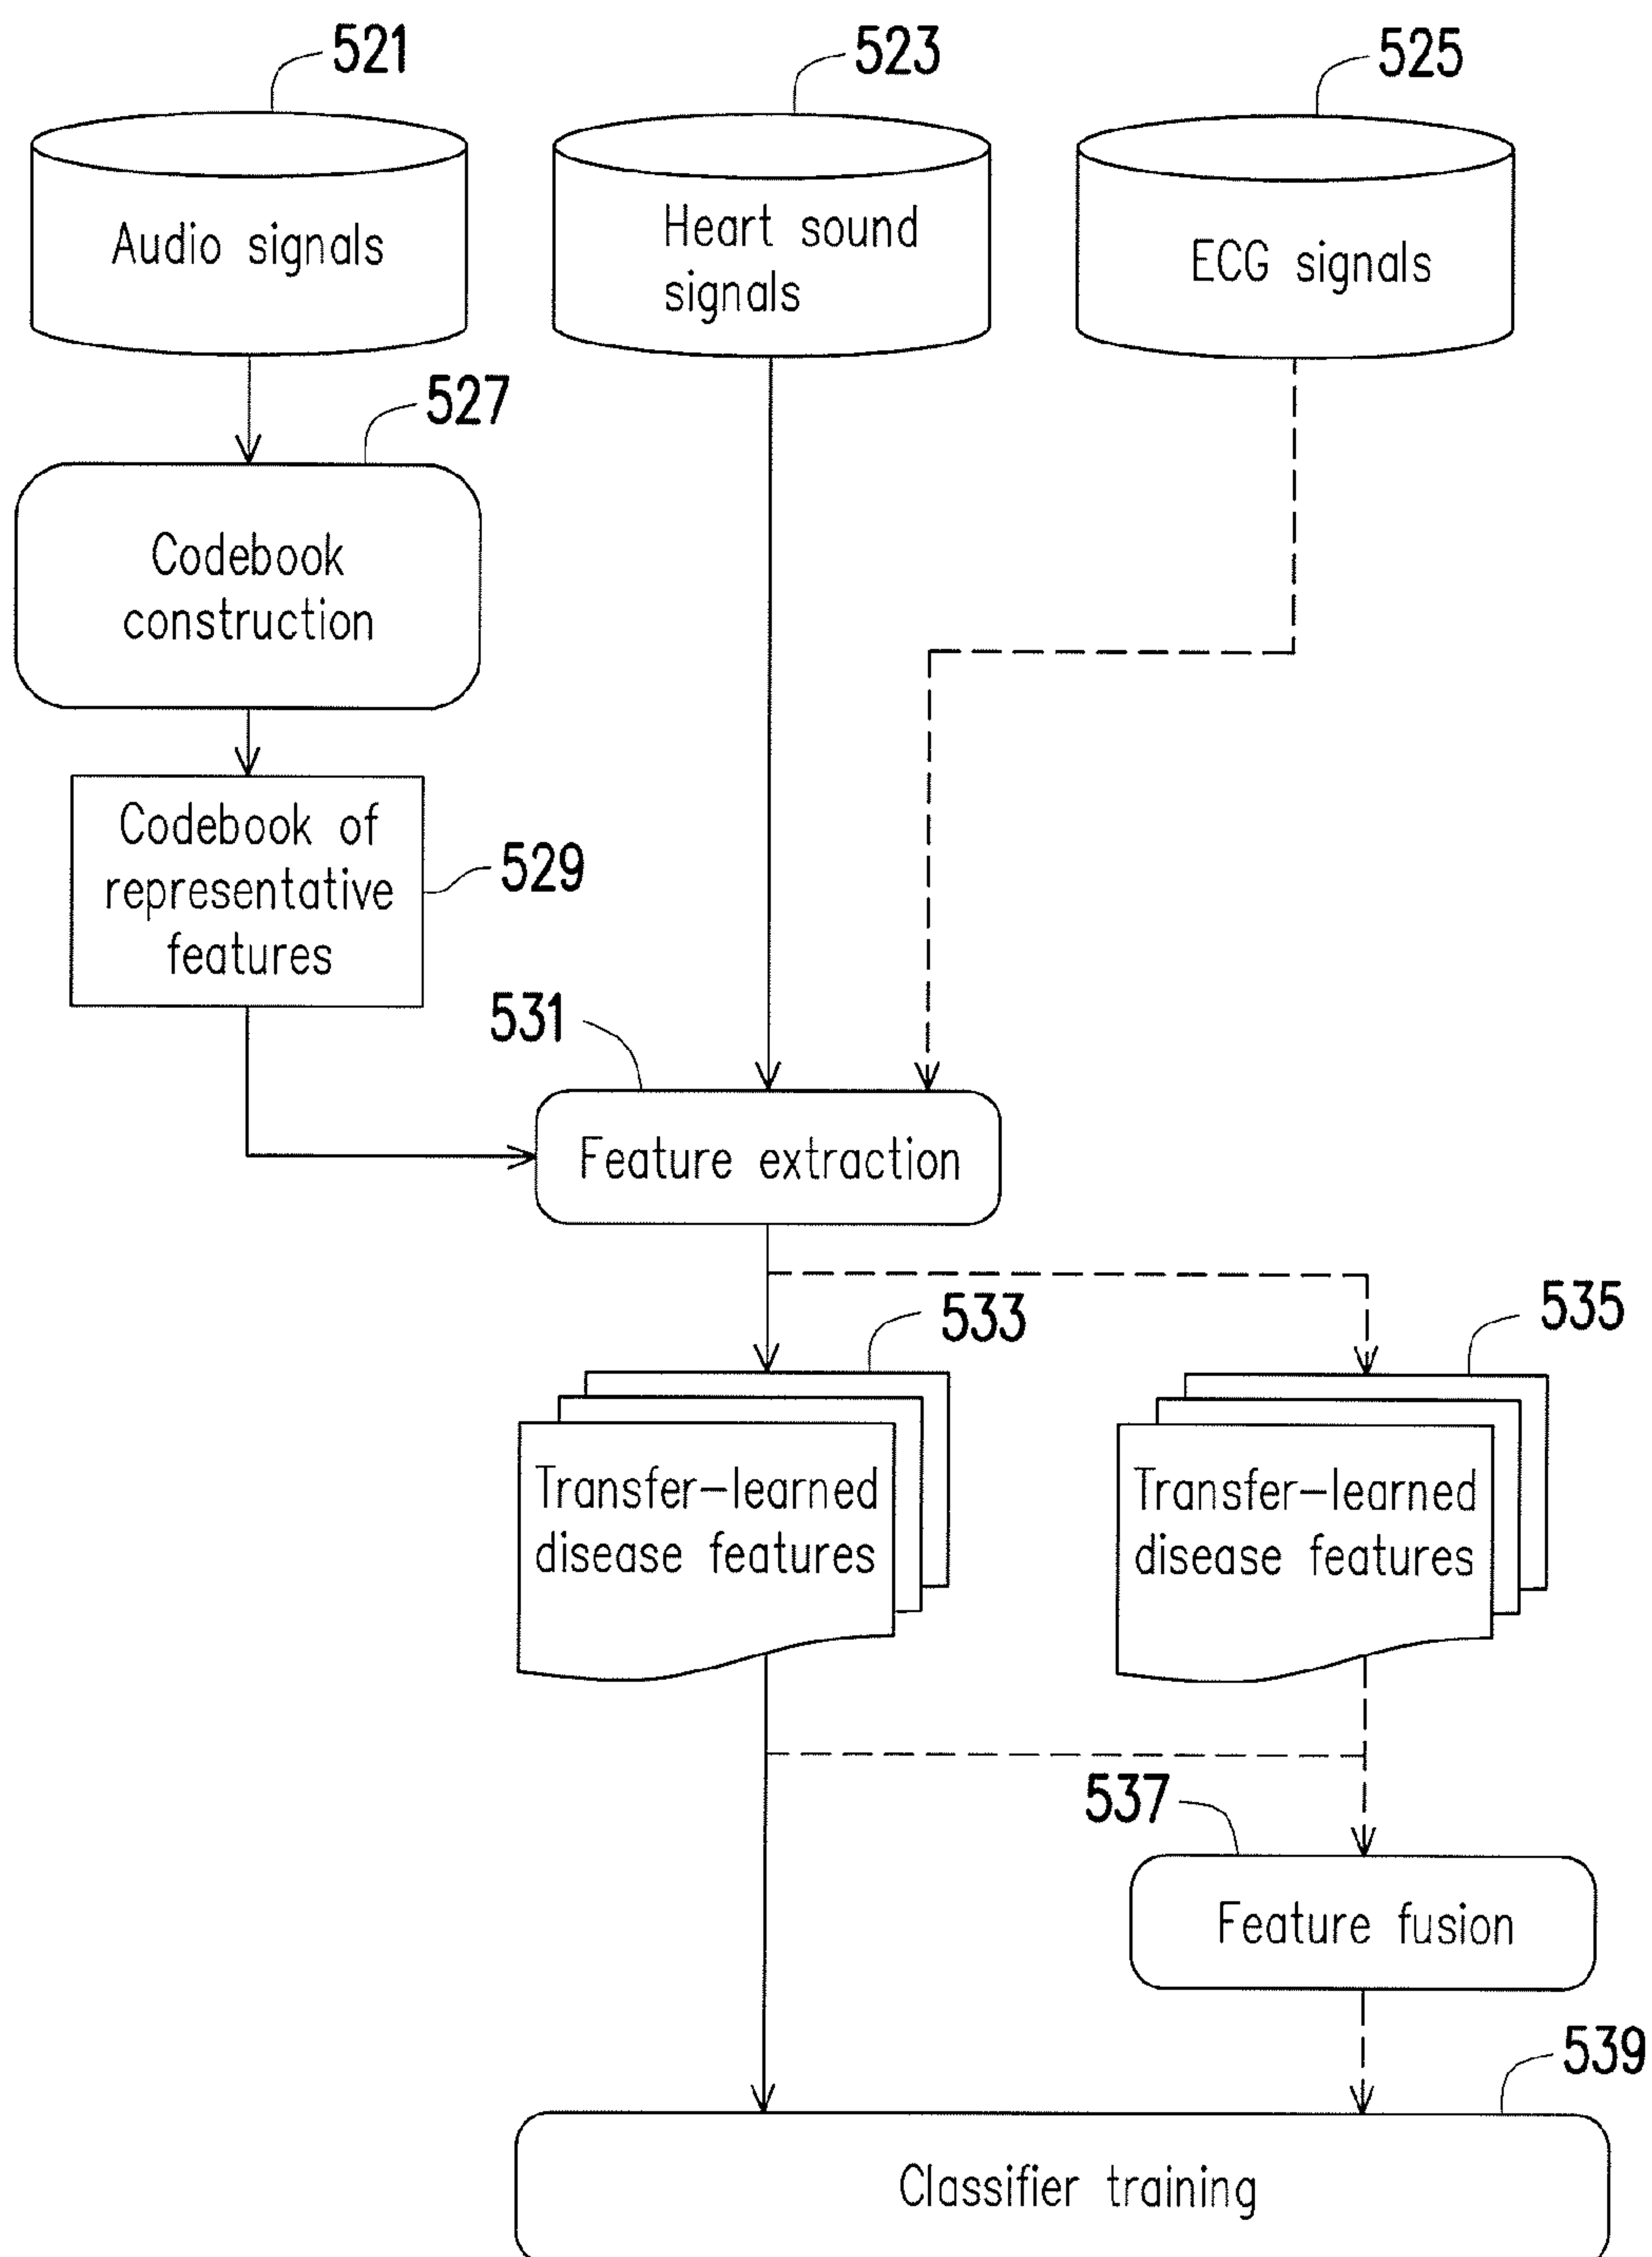 521
523
525
Audio signals
Heart sound
signals
ECG signals
527
Codebook
construction
Codebook of
representative
features
529
531
Feature extraction
533
535
Transfer-learned
disease features
Transfer-learned
disease features
537
Feature fusion
539
Classifier training